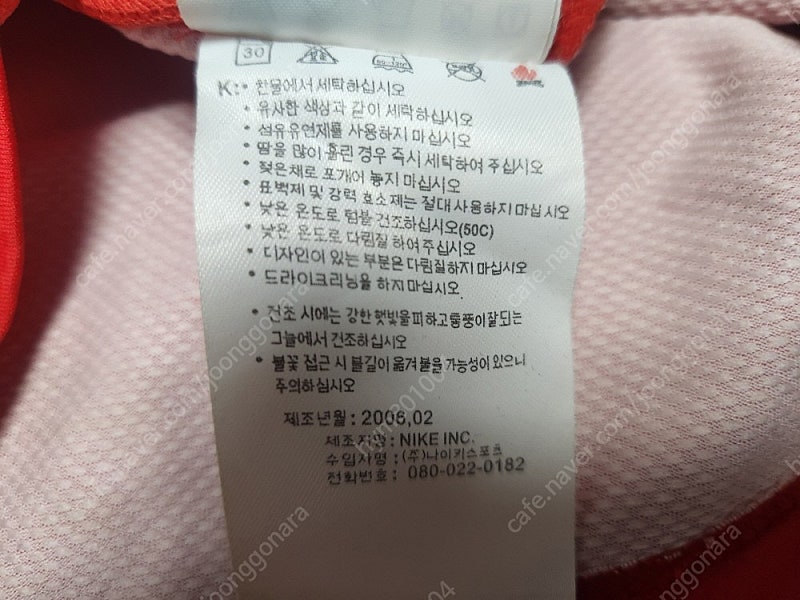 30
K: • 찬물에서 세탁하십시오
• 유사한 색상과 같이 세탁하십시오
• 섬유유연제를 사용하지 마십시오
• 땀을 많이 흘린 경우 즉시 세탁하여 주십시오
• 젖은채로 포개어 놓지 마십시오
• 표백제 및 강력 효소제는 절대 사용하지 마십시오
• 낮은 온도로 텀블 건조하십시오(50C)
• 낮은 온도로 다림질 하여주십시오
• 디자인이 있는 부분은 다림질하지 마십시오
• 드라이크리닝을 하지 마십시오.
• 건조 시에는 강한 햇빛을 피하고 통풍이 잘되는
그늘에서 건조하십시오
• 불꽃 접근 시 불길이 옮겨 붙을 가능성이 있으니
주의하십시오
제조년월 : 2006,02
제조자명 : NIKE INC.
수입자명 : (주)나이키스포츠
전화번호 : 080-022-0182
joonggonara
cafe.naver.com/joonggonara